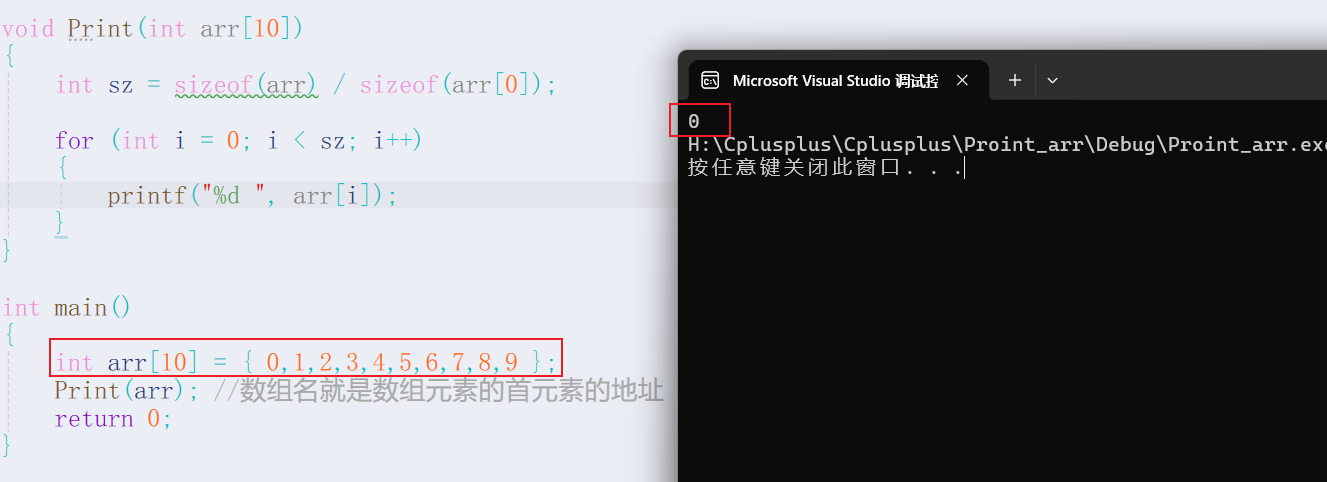 void Print(int arr[10])
{
    int sz = sizeof(arr) / sizeof(arr[0]);
    for (int i = 0; i < sz; i++)
    {
        printf("%d ", arr[i]);
    }
}
int main()
{
    int arr[10] = { 0,1,2,3,4,5,6,7,8,9 };
    Print(arr); //数组名就是数组元素的首元素的地址
    return 0;
}
Microsoft Visual Studio 调试控
0
H:\Cplusplus\Cplusplus\Proint_arr\Debug\Proint_arr.exe
按任意键关闭此窗口. . .